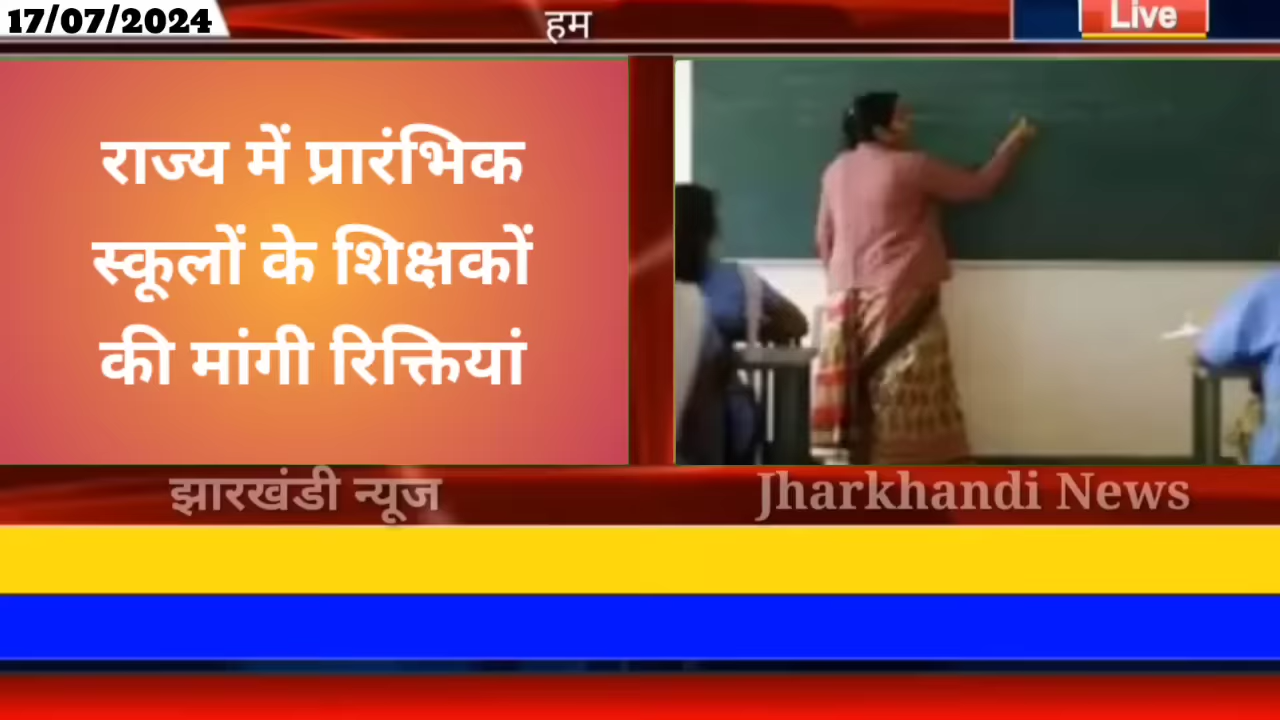 17/07/2024
हम
Live
राज्य में प्रारंभिक
स्कूलों के शिक्षकों
की मांगी रिक्तियां
झारखंडी न्यूज
Jharkhandi News